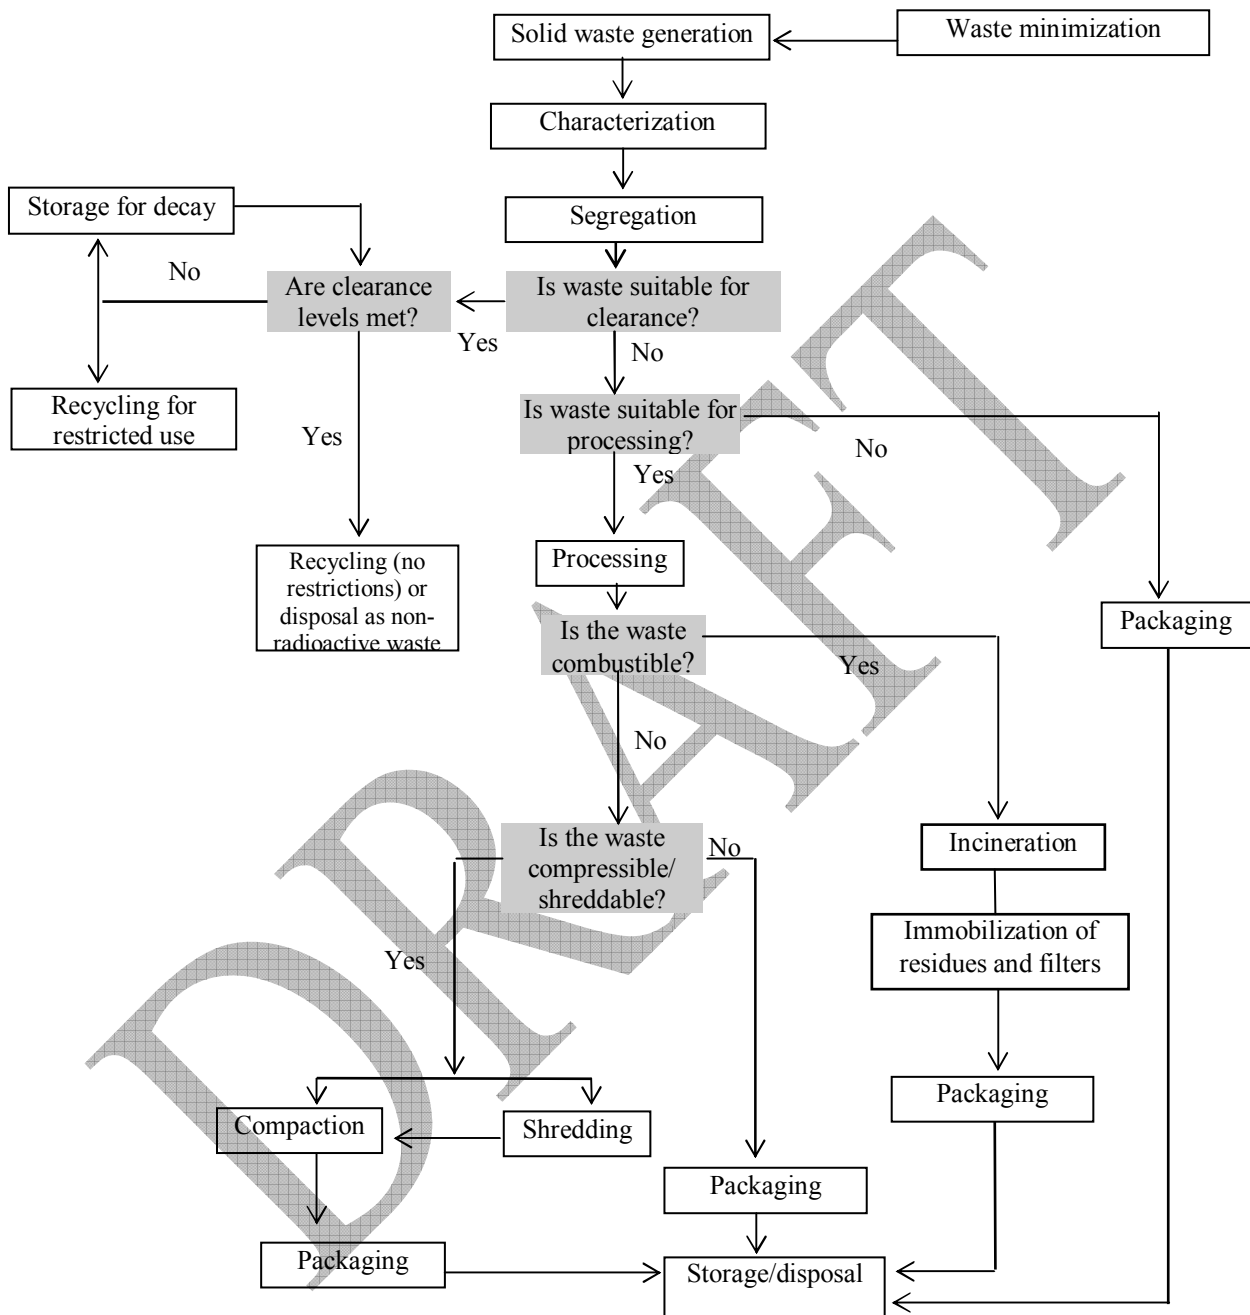 Solid waste generation
Waste minimization
Characterization
Storage for decay
Segregation
No
Are clearance
levels met?
Is waste suitable for
clearance?
Yes
No
Recycling for
restricted use
Yes
Is waste suitable for
processing?
No
Yes
Recycling (no
restrictions) or
disposal as non-
radioactive waste
Processing
Packaging
Is the waste
combustible?
Yes
No
Is the waste
compressible/
shreddable?
No
Incineration
Yes
Immobilization of
residues and filters
Packaging
Compaction
Shredding
Packaging
Packaging
Storage/disposal
DRAFT